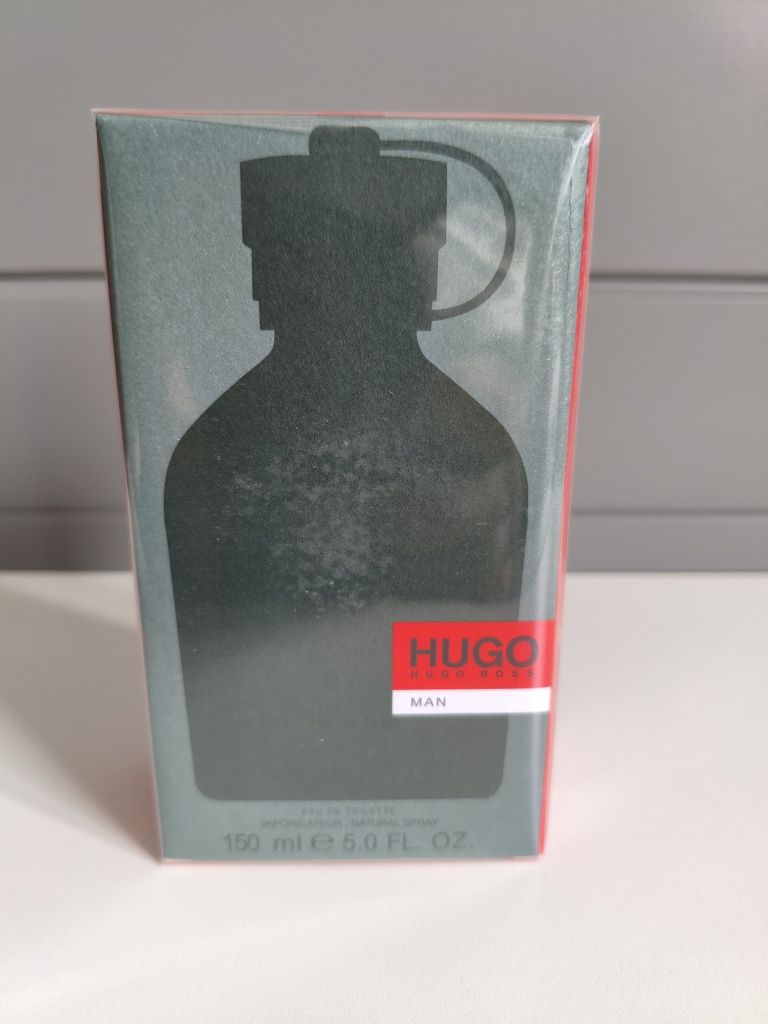 HUGO
HUGO BOSS
MAN
EAU DE TOILETTE
VAPORISATEUR . NATURAL SPRAY
150 ml ℮ 5.0 FL. OZ.